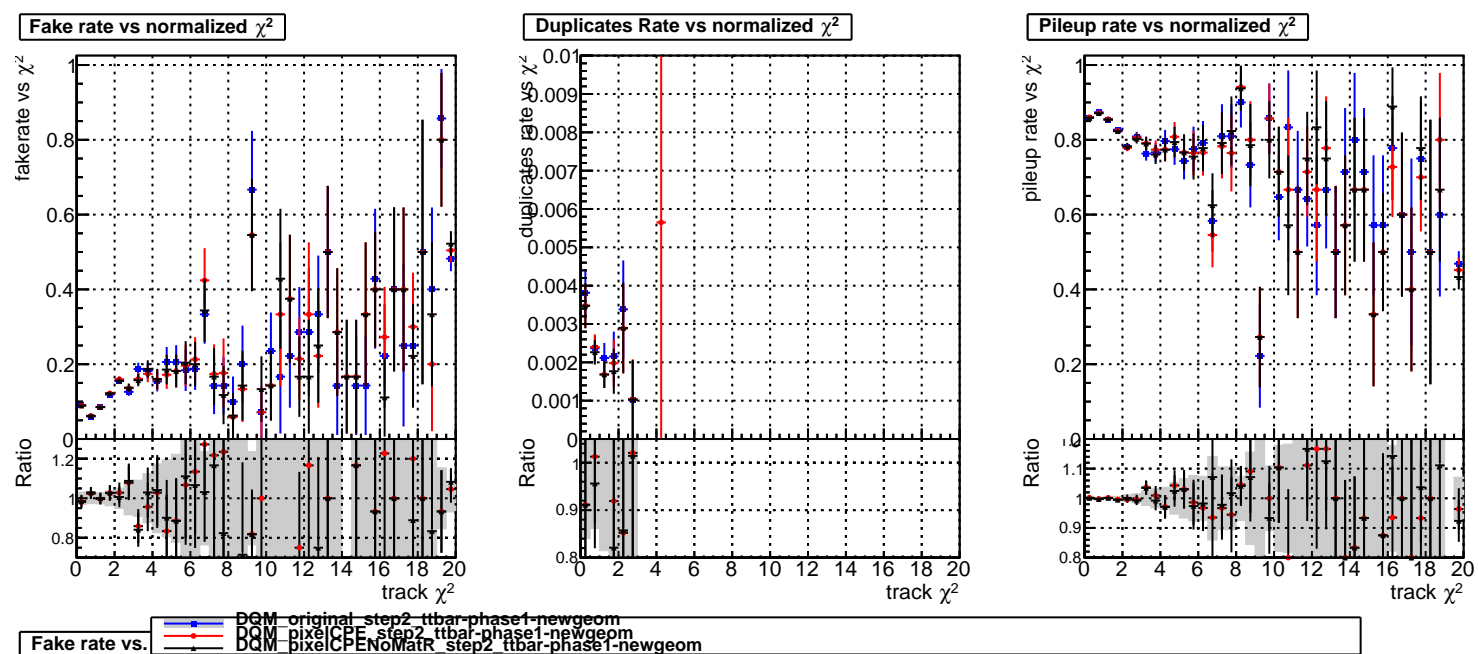 Fake rate vs normalized χ²
Duplicates Rate vs normalized χ²
Pileup rate vs normalized χ²
fakerate vs χ²
1
0.8
0.6
0.4
0.2
0
Ratio
1.2
1
0.8
0 2 4 6 8 10 12 14 16 18 20
track χ²
duplicates rate vs χ²
0.01
0.009
0.008
0.007
0.006
0.005
0.004
0.003
0.002
0.001
0
Ratio
1
0.9
0.8
0 2 4 6 8 10 12 14 16 18 20
track χ²
pileup rate vs χ²
1
0.8
0.6
0.4
0.2
0
Ratio
1.1
1
0.9
0.8
0 2 4 6 8 10 12 14 16 18 20
track χ²
Fake rate vs.
DQM_original_step2_ttbar-phase1-newgeom
DQM_pixelCPE_step2_ttbar-phase1-newgeom
DQM_pixelCPENoMatR_step2_ttbar-phase1-newgeom